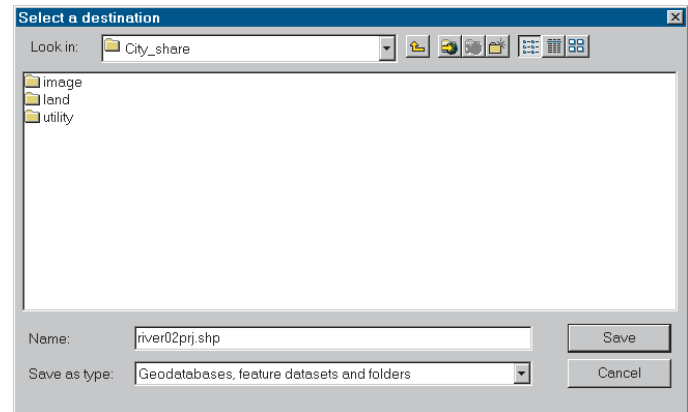 Select a destination
Look in: City_share
image
land
utility
Name: river02prj.shp Save
Save as type: Geodatabases, feature datasets and folders Cancel